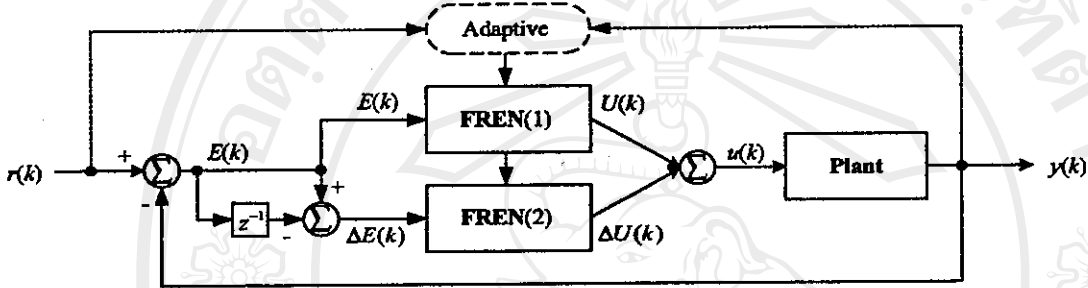 Adaptive
E(k)
FREN(1)
U(k)
r(k)
+
Σ
-
E(k)
+
z⁻¹
-
Σ
ΔE(k)
FREN(2)
ΔU(k)
Σ
u(k)
Plant
y(k)